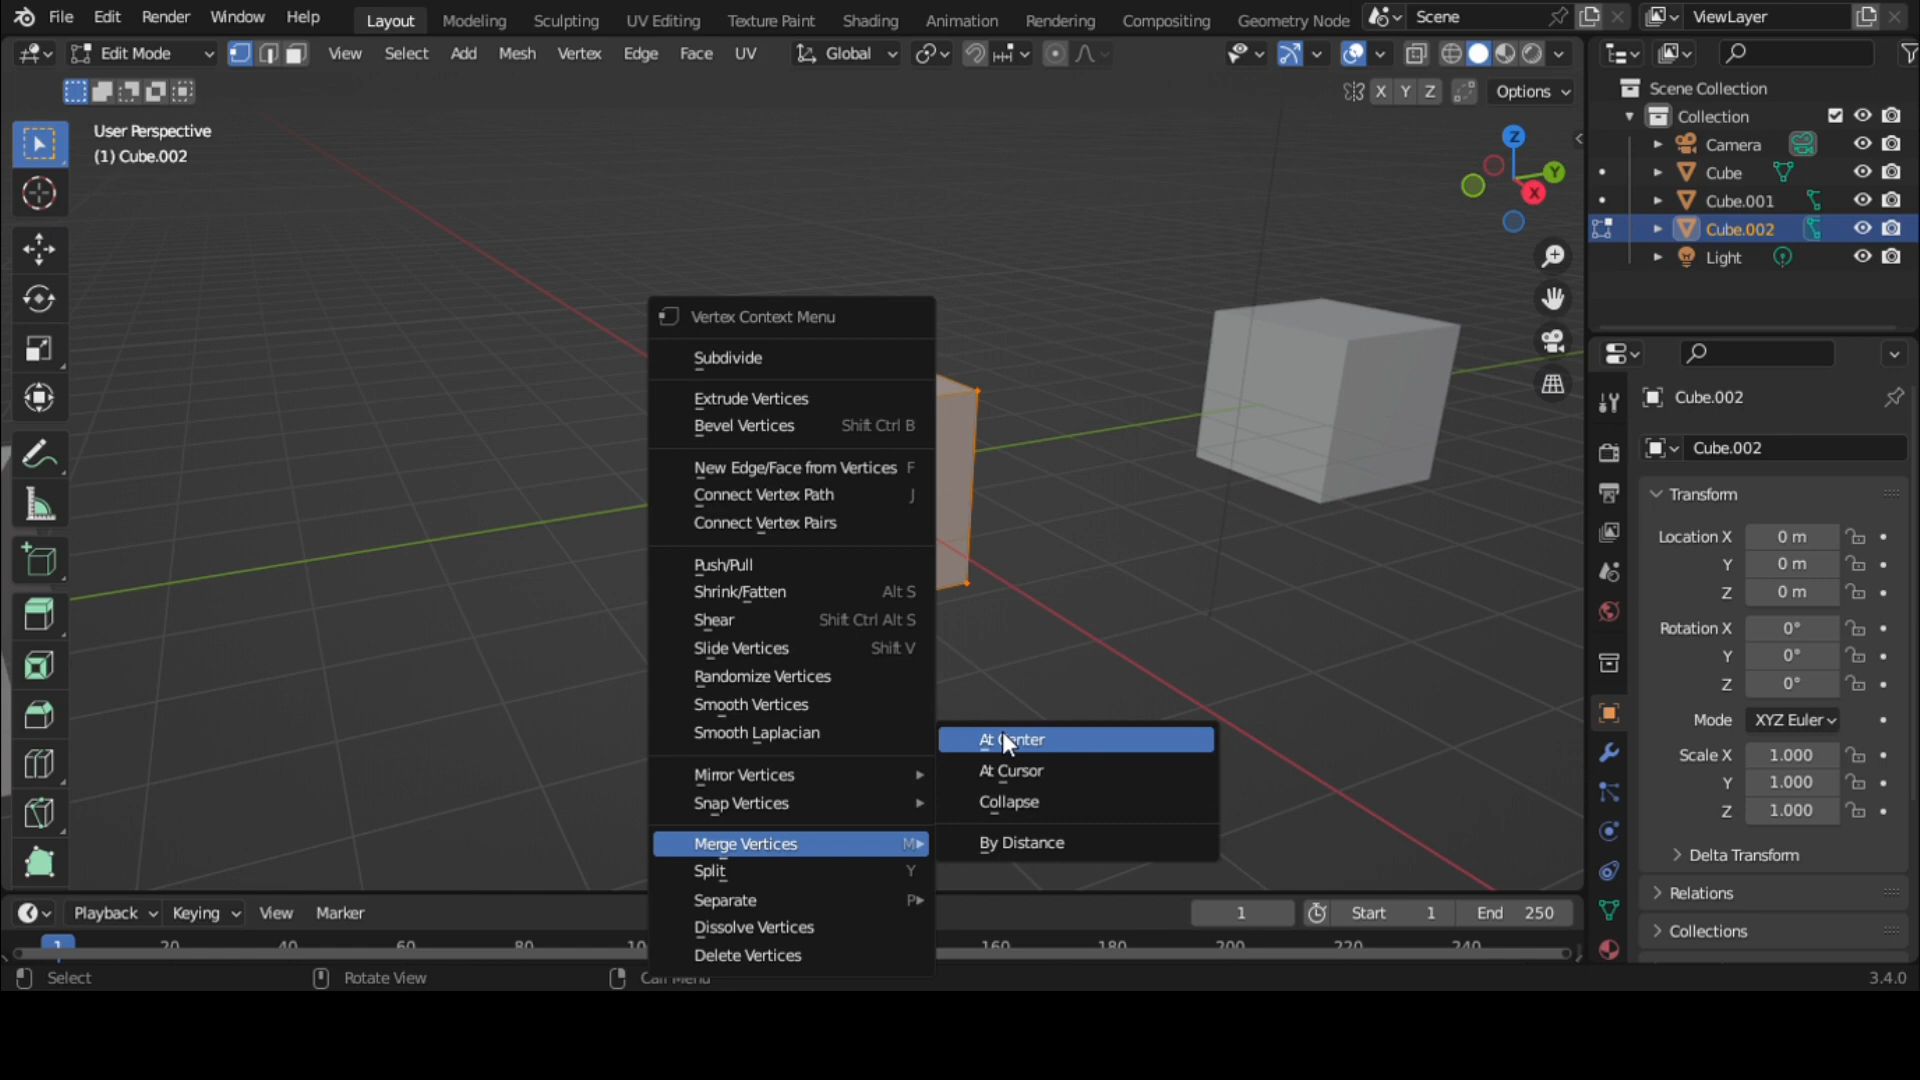 File Edit Render Window Help Layout Modeling Sculpting UV Editing Texture Paint Shading Animation Rendering Compositing Geometry Node Scene ViewLayer
Edit Mode View Select Add Mesh Vertex Edge Face UV Global
X Y Z Options
User Perspective
(1) Cube.002
Z
Y
X
Scene Collection
Collection
Camera
Cube
Cube.001
Cube.002
Light
Vertex Context Menu
Subdivide
Extrude Vertices
Bevel Vertices Shift Ctrl B
New Edge/Face from Vertices F
Connect Vertex Path J
Connect Vertex Pairs
Push/Pull
Shrink/Fatten Alt S
Shear Shift Ctrl Alt S
Slide Vertices Shift V
Randomize Vertices
Smooth Vertices
Smooth Laplacian
Mirror Vertices
Snap Vertices
Merge Vertices M
Split Y
Separate P
Dissolve Vertices
Delete Vertices
At Center
At Cursor
Collapse
By Distance
Cube.002
Cube.002
Transform
Location X 0 m
Y 0 m
Z 0 m
Rotation X 0°
Y 0°
Z 0°
Mode XYZ Euler
Scale X 1.000
Y 1.000
Z 1.000
Delta Transform
Relations
Collections
Playback Keying View Marker 1 Start 1 End 250
1 20 40 60 80 160 180 200 220 240
Select Rotate View Call Menu 3.4.0